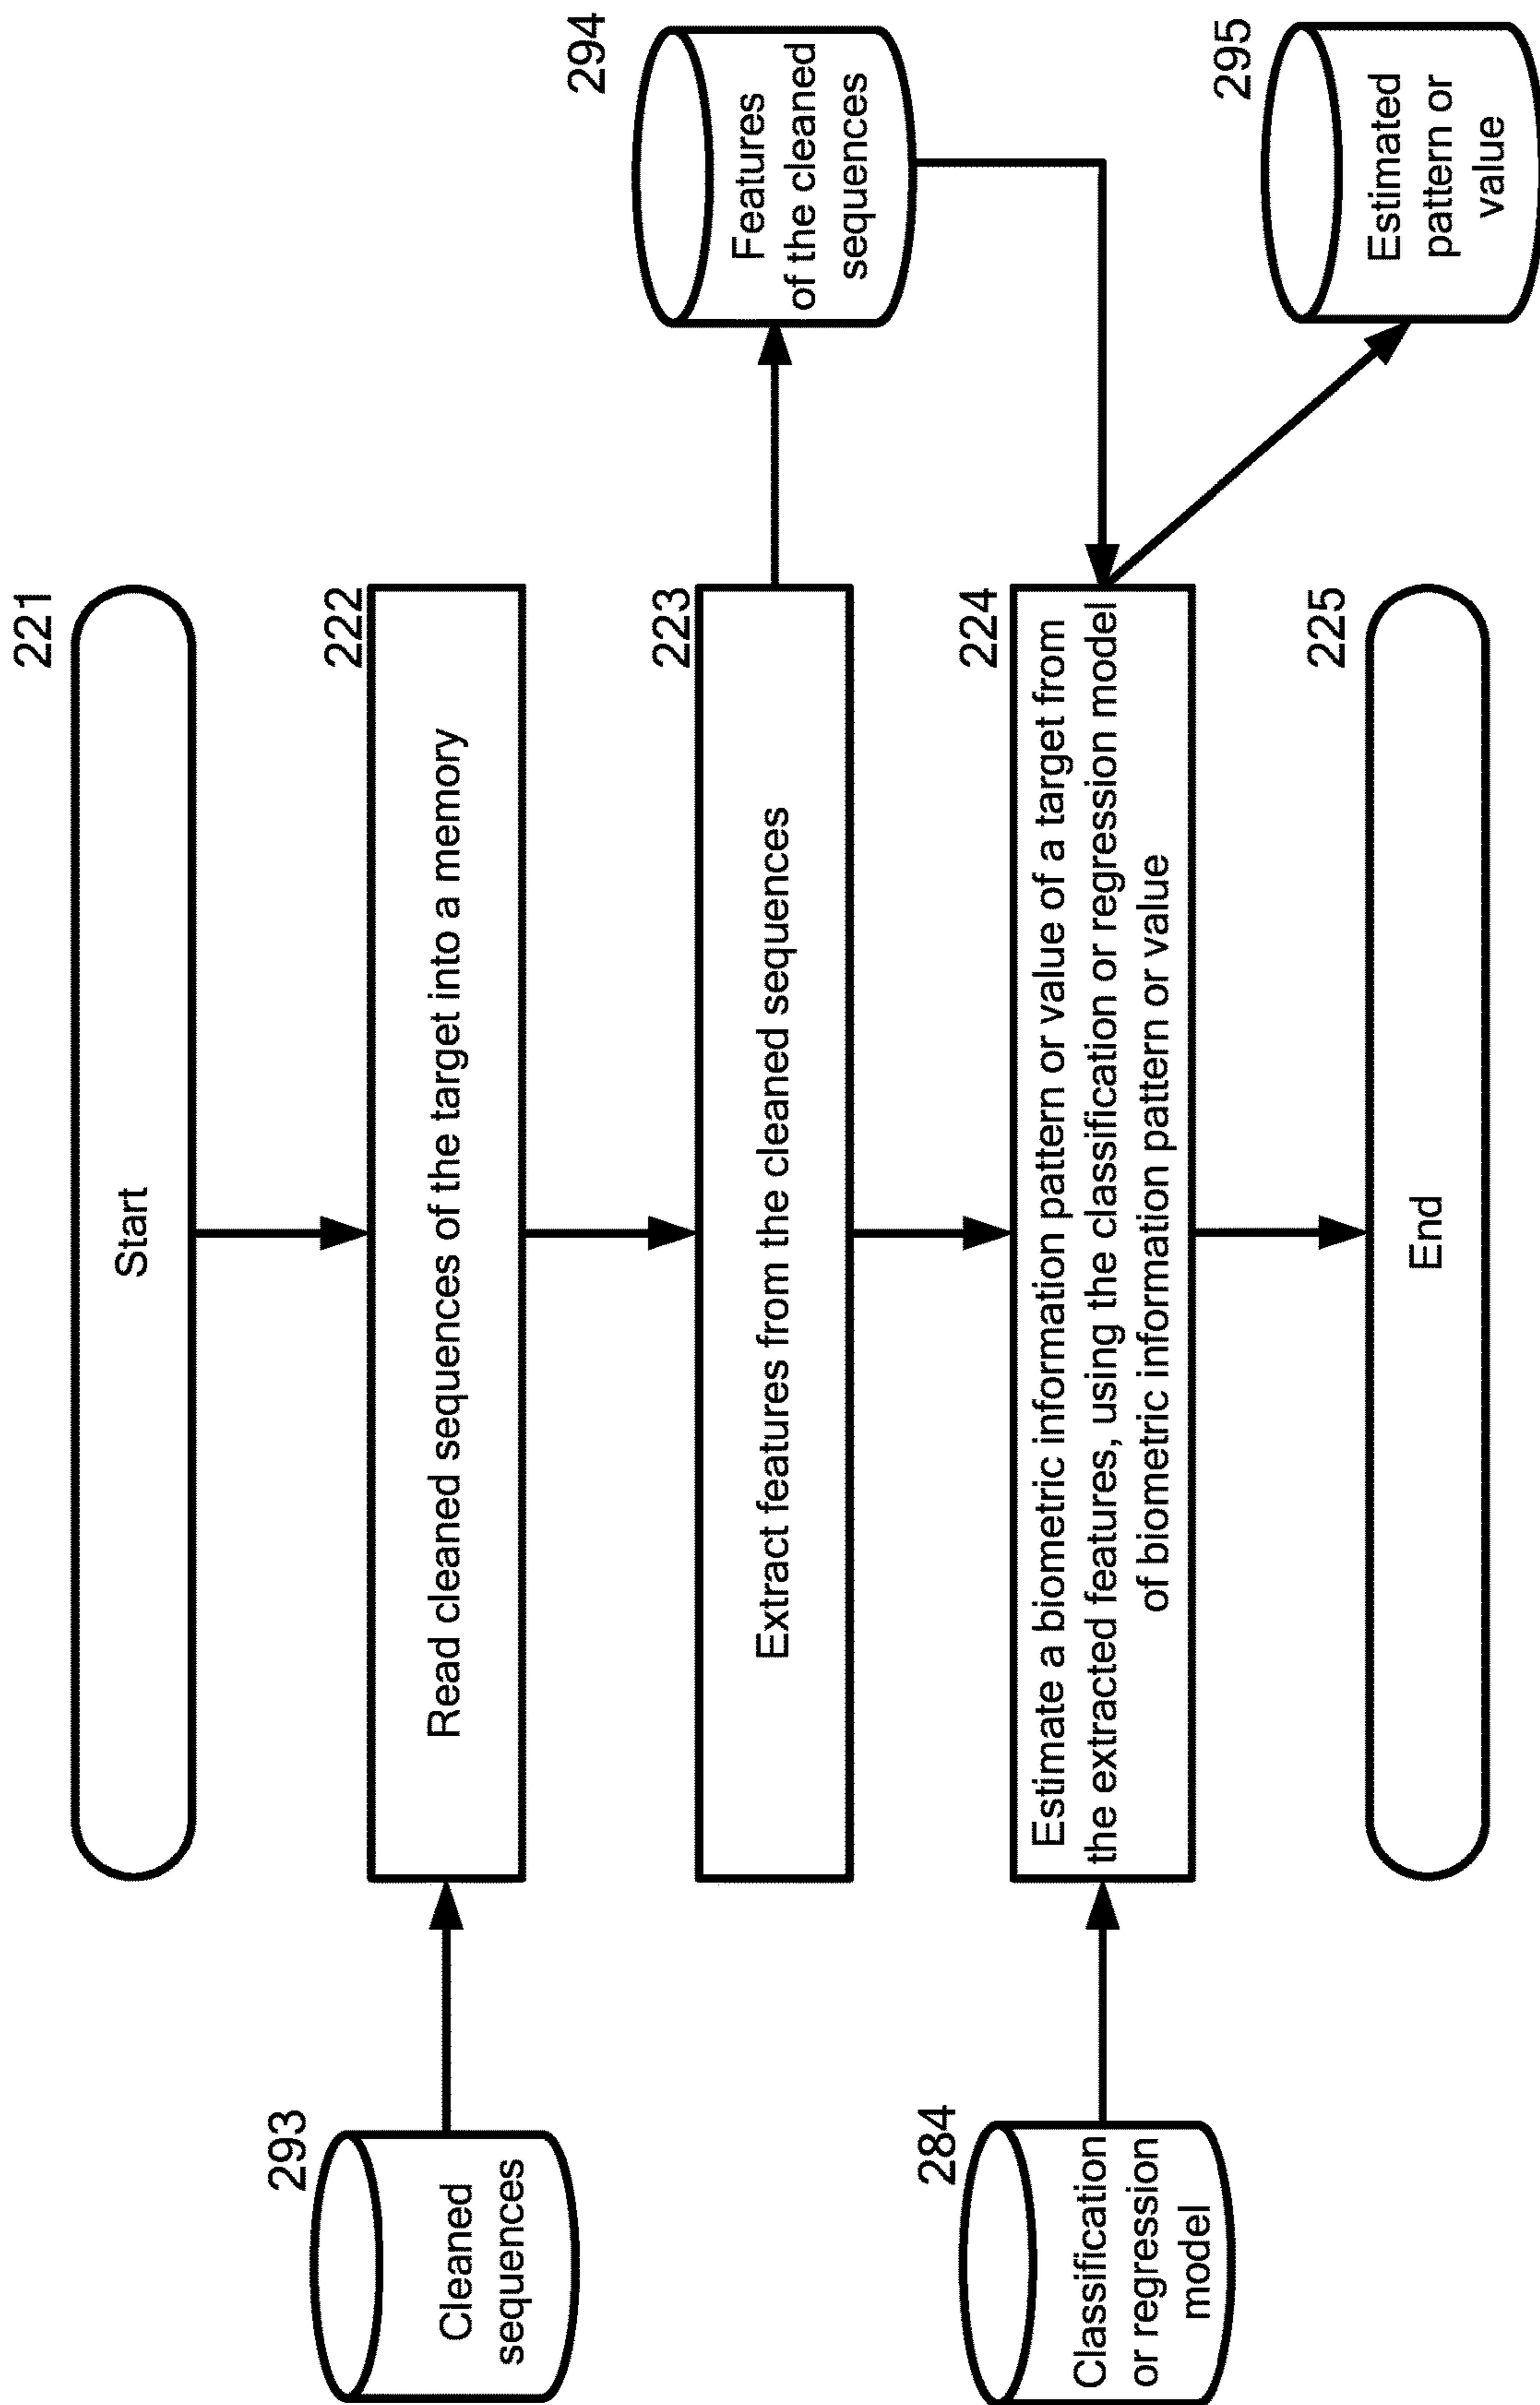 221
Start
222
Read cleaned sequences of the target into a memory
293
Cleaned
sequences
223
Extract features from the cleaned sequences
294
Features
of the cleaned
sequences
224
Estimate a biometric information pattern or value of a target from
the extracted features, using the classification or regression model
of biometric information pattern or value
284
Classification
or regression
model
295
Estimated
pattern or
value
225
End